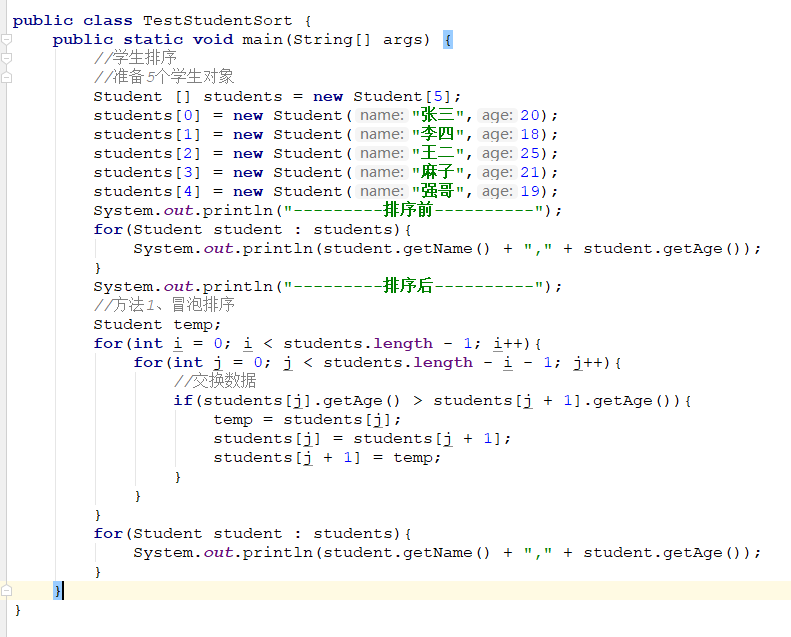 public class TestStudentSort {
    public static void main(String[] args) {
        //学生排序
        //准备5个学生对象
        Student [] students = new Student[5];
        students[0] = new Student( name: "张三", age: 20);
        students[1] = new Student( name: "李四", age: 18);
        students[2] = new Student( name: "王二", age: 25);
        students[3] = new Student( name: "麻子", age: 21);
        students[4] = new Student( name: "强哥", age: 19);
        System.out.println("---------排序前----------");
        for(Student student : students){
            System.out.println(student.getName() + "," + student.getAge());
        }
        System.out.println("---------排序后----------");
        //方法1、冒泡排序
        Student temp;
        for(int i = 0; i < students.length - 1; i++){
            for(int j = 0; j < students.length - i - 1; j++){
                //交换数据
                if(students[j].getAge() > students[j + 1].getAge()){
                    temp = students[j];
                    students[j] = students[j + 1];
                    students[j + 1] = temp;
                }
            }
        }
        for(Student student : students){
            System.out.println(student.getName() + "," + student.getAge());
        }
    }
}